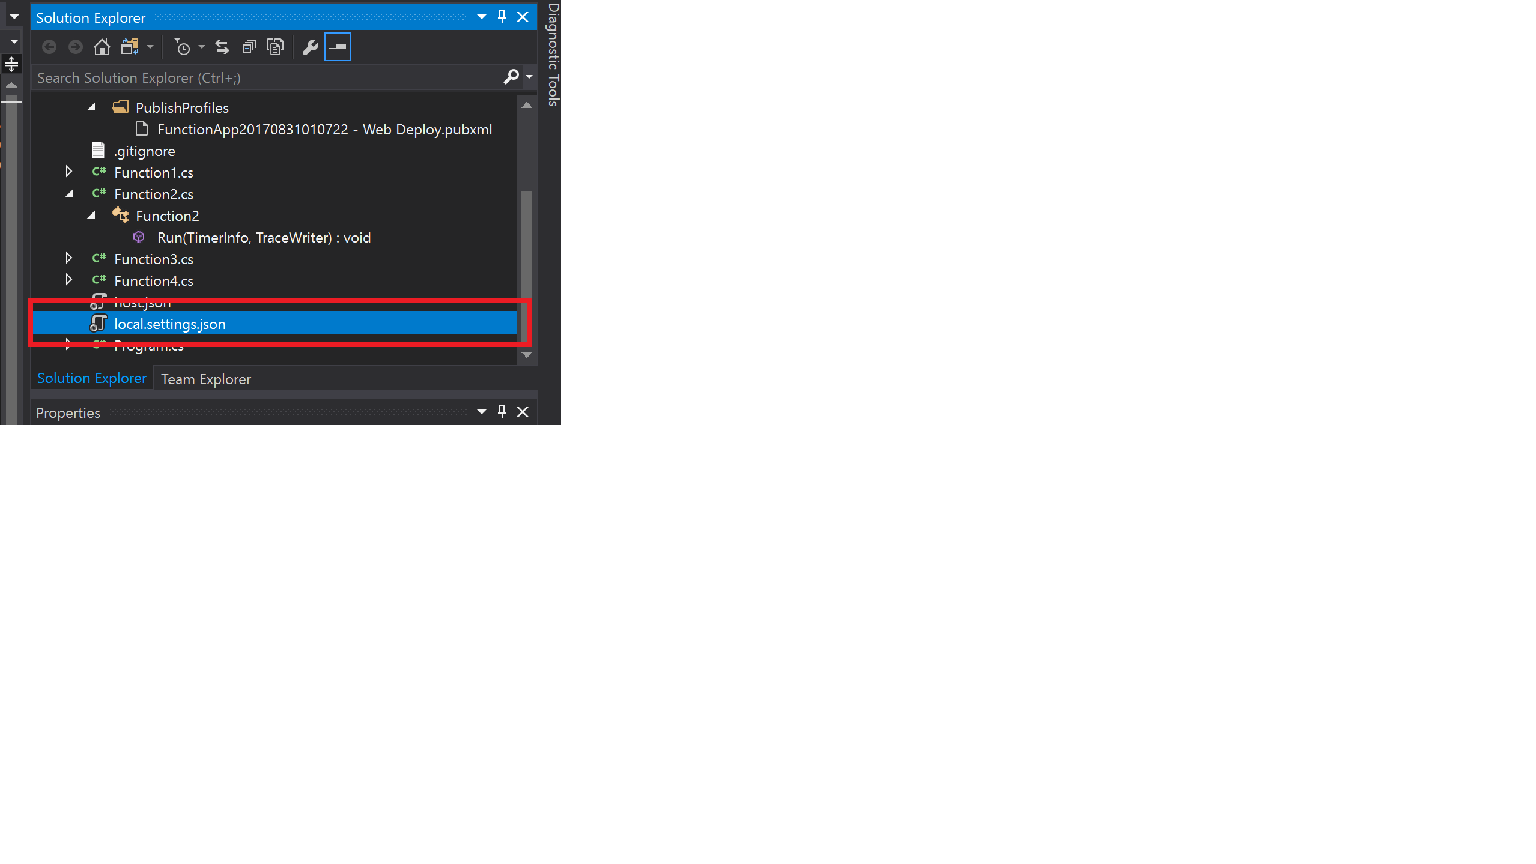 Solution Explorer
Search Solution Explorer (Ctrl+;)
PublishProfiles
FunctionApp20170831010722 - Web Deploy.pubxml
.gitignore
C# Function1.cs
C# Function2.cs
Function2
Run(TimerInfo, TraceWriter) : void
C# Function3.cs
C# Function4.cs
host.json
local.settings.json
C# Program.cs
Solution Explorer Team Explorer
Properties
Diagnostic Tools